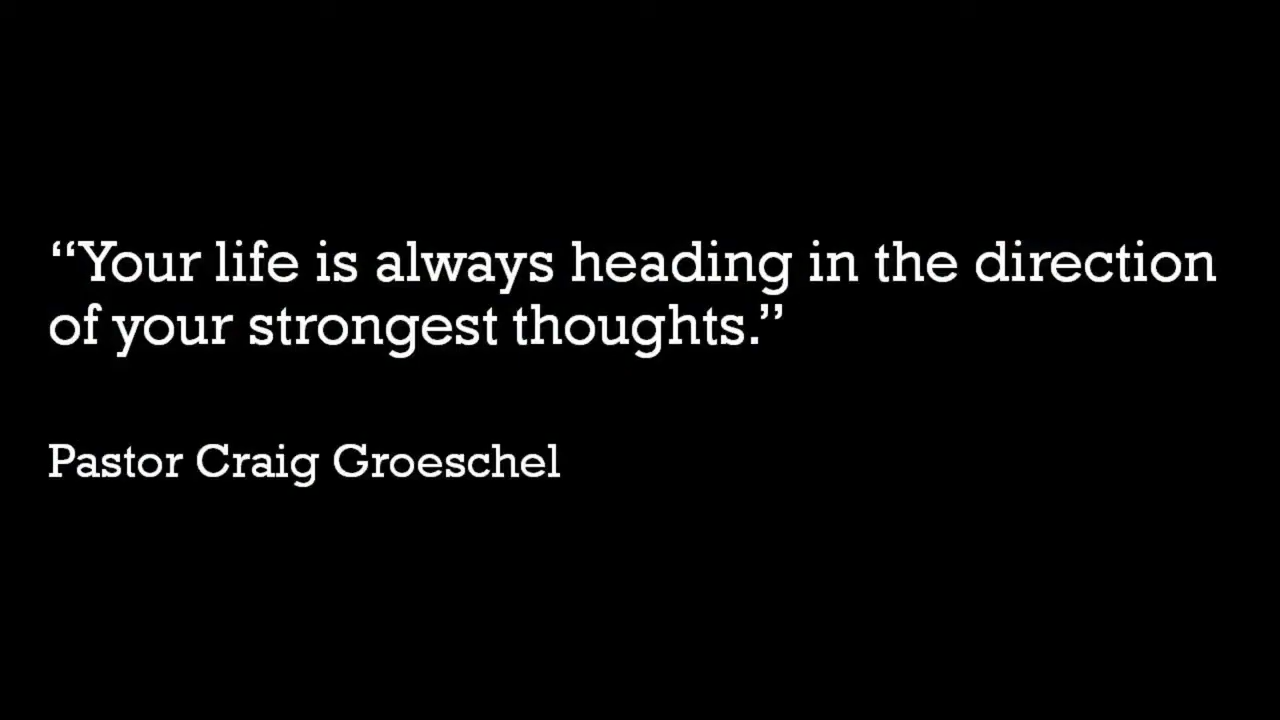 “Your life is always heading in the direction
of your strongest thoughts.”
Pastor Craig Groeschel